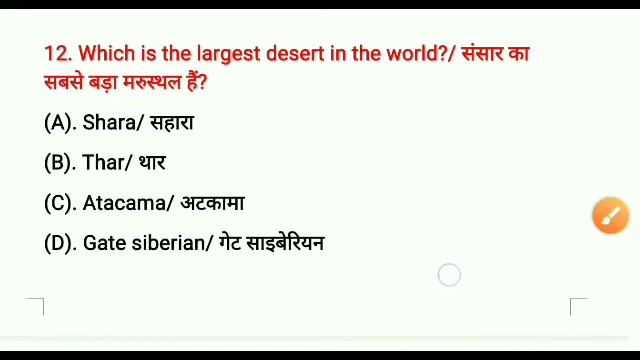 12. Which is the largest desert in the world?/ संसार का
सबसे बड़ा मरुस्थल हैं?
(A). Shara/ सहारा
(B). Thar/ थार
(C). Atacama/ अटकामा
(D). Gate siberian/ गेट साइबेरियन